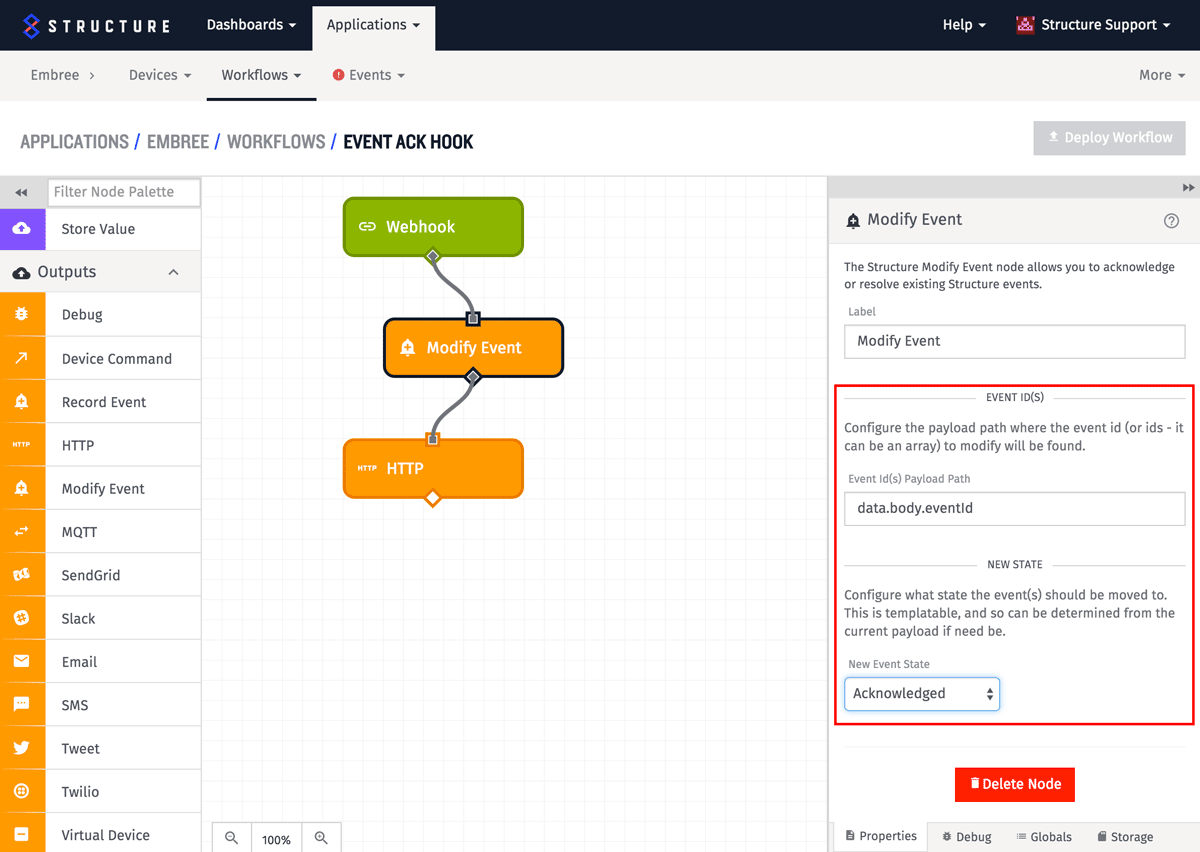 STRUCTURE
Dashboards
Applications
Help
Structure Support
Embree
Devices
Workflows
Events
More
APPLICATIONS / EMBREE / WORKFLOWS / EVENT ACK HOOK
Deploy Workflow
Filter Node Palette
Store Value
Outputs
Debug
Device Command
Record Event
HTTP HTTP
Modify Event
MQTT
SendGrid
Slack
Email
SMS
Tweet
Twilio
Virtual Device
Webhook
Modify Event
HTTP HTTP
100%
Modify Event
The Structure Modify Event node allows you to acknowledge
or resolve existing Structure events.
Label
Modify Event
EVENT ID(S)
Configure the payload path where the event id (or ids - it
can be an array) to modify will be found.
Event Id(s) Payload Path
data.body.eventId
NEW STATE
Configure what state the event(s) should be moved to.
This is templatable, and so can be determined from the
current payload if need be.
New Event State
Acknowledged
Delete Node
Properties
Debug
Globals
Storage